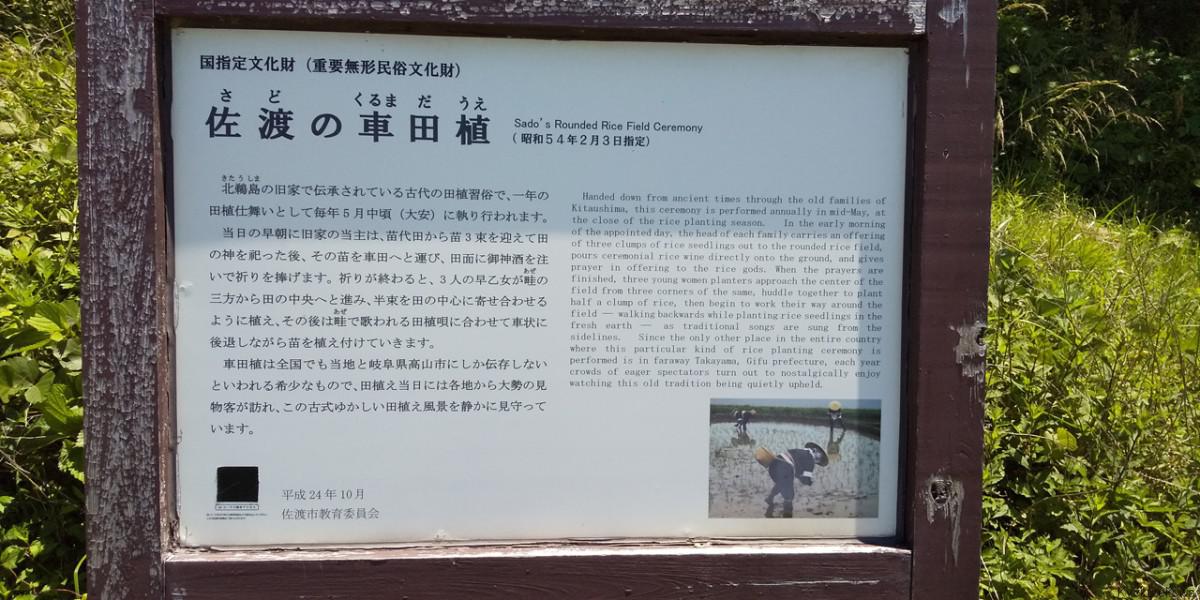 国指定文化財（重要無形民俗文化財）
さど くるまだうえ
佐渡の車田植
Sado's Rounded Rice Field Ceremony
（昭和54年2月3日指定）
きたうしま
北鵜島の旧家で伝承されている古代の田植習俗で、一年の
田植仕舞いとして毎年5月中頃（大安）に執り行われます。
当日の早朝に旧家の当主は、苗代田から苗3束を迎えて田
の神を祀った後、その苗を車田へと運び、田面に御神酒を注
いで祈りを捧げます。祈りが終わると、3人の早乙女が畦の
あぜ
三方から田の中央へと進み、半束を田の中心に寄せ合わせる
ように植え、その後は畦で歌われる田植唄に合わせて車状に
あぜ
後退しながら苗を植え付けていきます。
車田植は全国でも当地と岐阜県高山市にしか伝存しない
といわれる希少なもので、田植え当日には各地から大勢の見
物客が訪れ、この古式ゆかしい田植え風景を静かに見守って
います。
平成24年10月
佐渡市教育委員会
Handed down from ancient times through the old families of
Kitaushima, this ceremony is performed annually in mid-May, at
the close of the rice planting season. In the early morning
of the appointed day, the head of each family carries an offering
of three clumps of rice seedlings out to the rounded rice field,
pours ceremonial rice wine directly onto the ground, and gives
prayer in offering to the rice gods. When the prayers are
finished, three young women planters approach the center of the
field from three corners of the same, huddle together to plant
half a clump of rice, then begin to work their way around the
field — walking backwards while planting rice seedlings in the
fresh earth — as traditional songs are sung from the
sidelines. Since the only other place in the entire country
where this particular kind of rice planting ceremony is
performed is in faraway Takayama, Gifu prefecture, each year
crowds of eager spectators turn out to nostalgically enjoy
watching this old tradition being quietly upheld.